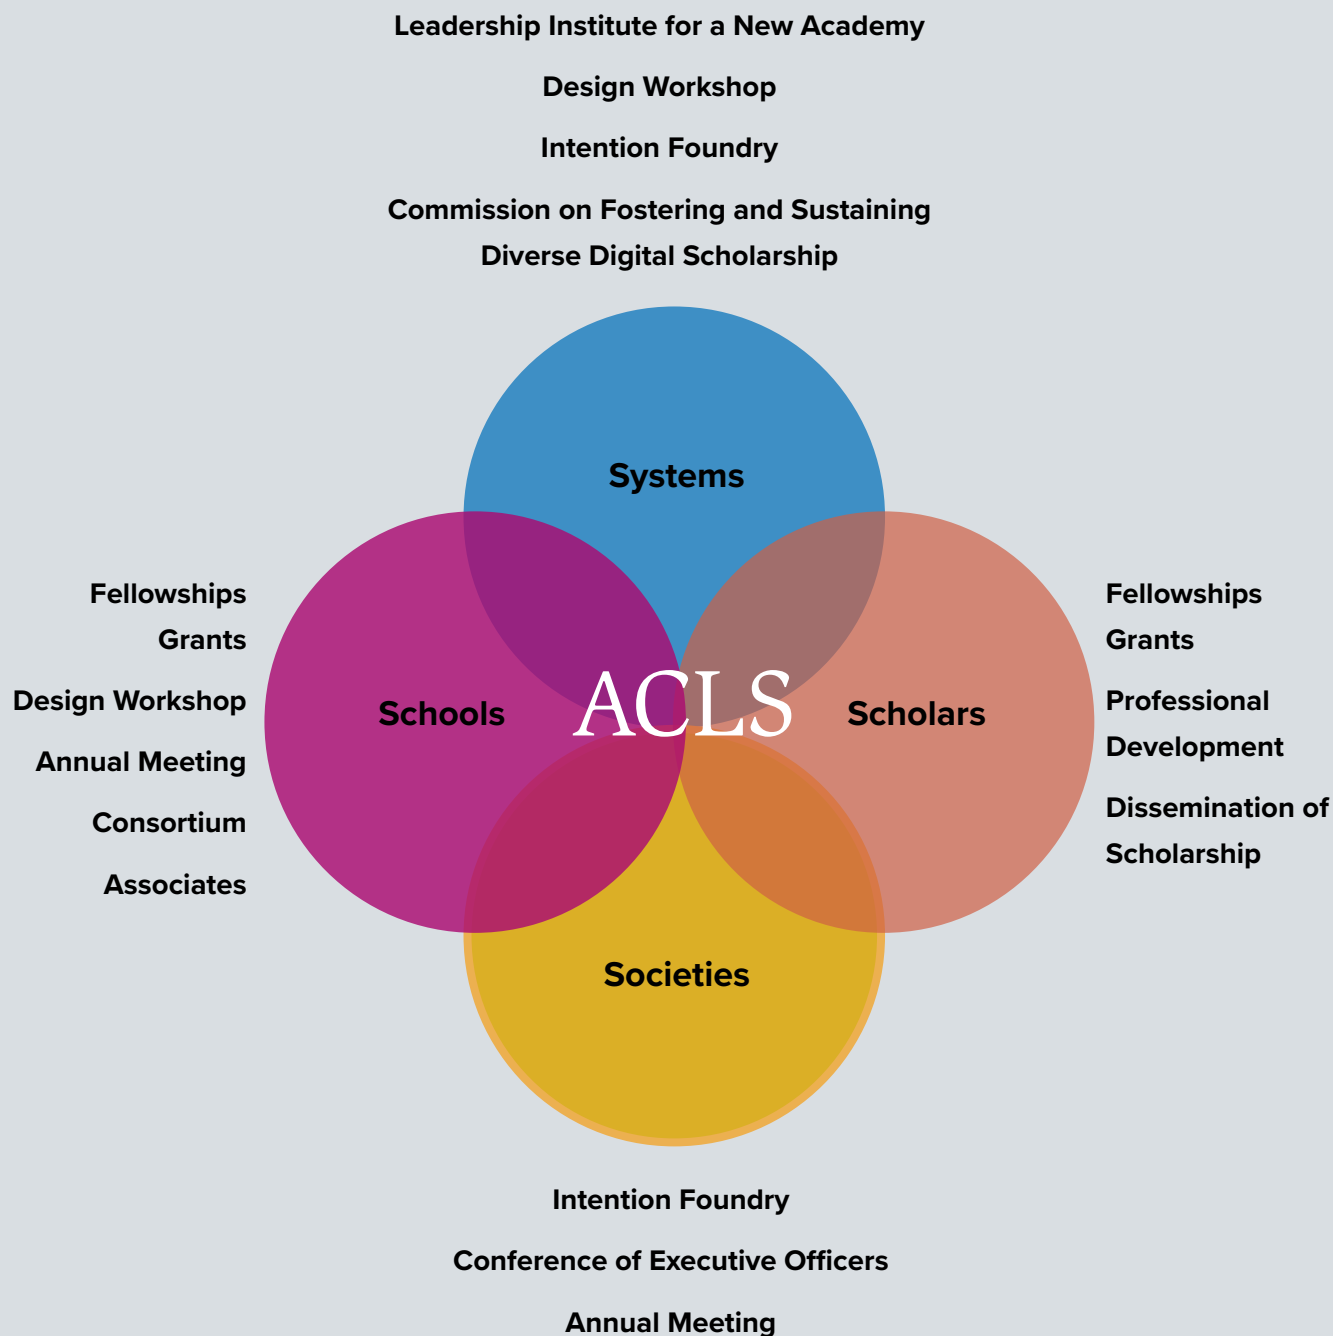 Leadership Institute for a New Academy
Design Workshop
Intention Foundry
Commission on Fostering and Sustaining
Diverse Digital Scholarship
Systems
Fellowships
Grants
Design Workshop
Annual Meeting
Consortium
Associates
Schools
ACLS
Scholars
Fellowships
Grants
Professional
Development
Dissemination of
Scholarship
Societies
Intention Foundry
Conference of Executive Officers
Annual Meeting